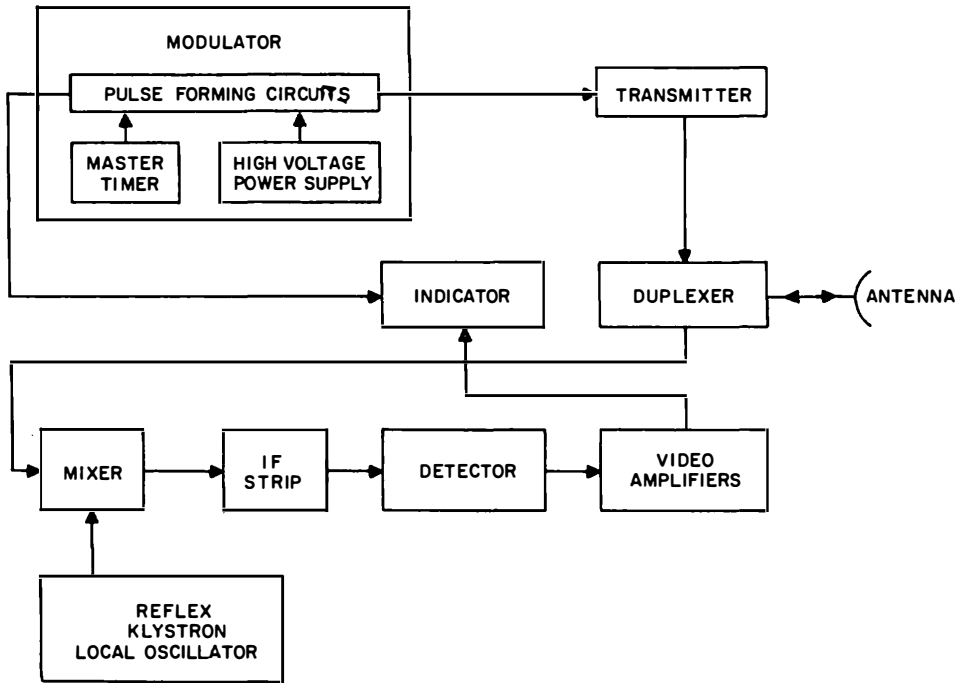 MODULATOR
PULSE FORMING CIRCUITS
TRANSMITTER
MASTER
TIMER
HIGH VOLTAGE
POWER SUPPLY
INDICATOR
DUPLEXER
ANTENNA
MIXER
IF
STRIP
DETECTOR
VIDEO
AMPLIFIERS
REFLEX
KLYSTRON
LOCAL OSCILLATOR